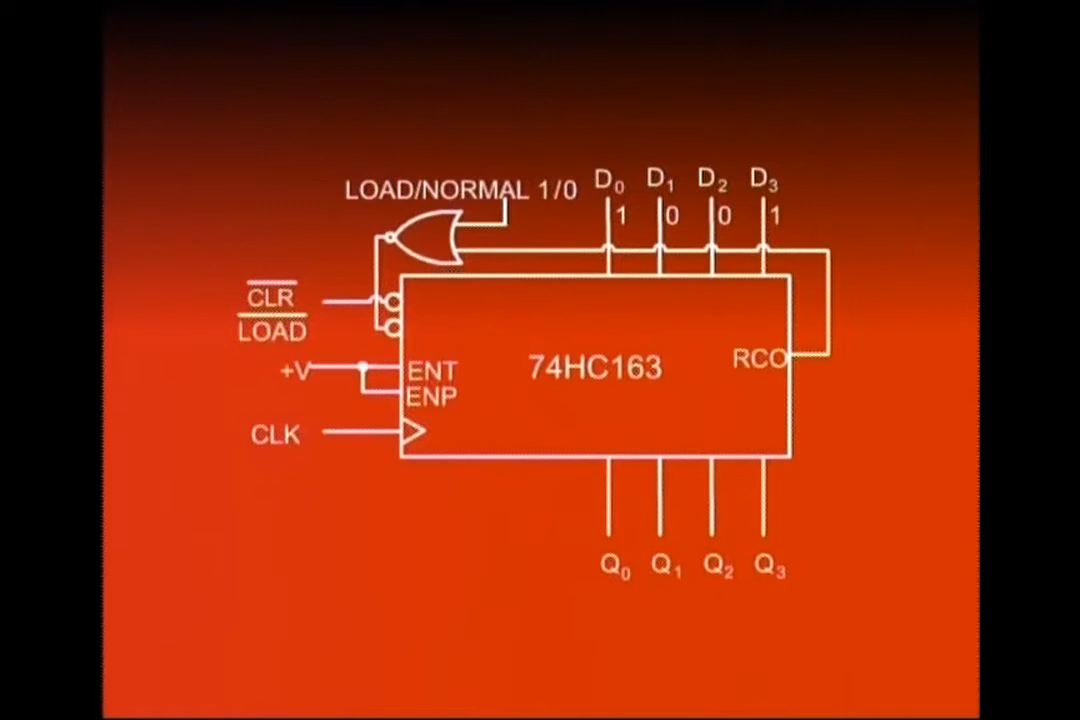 LOAD/NORMAL 1/0
D₀ D₁ D₂ D₃
1 0 0 1
CLR
LOAD
+V
ENT
ENP
CLK
74HC163
RCO
Q₀ Q₁ Q₂ Q₃